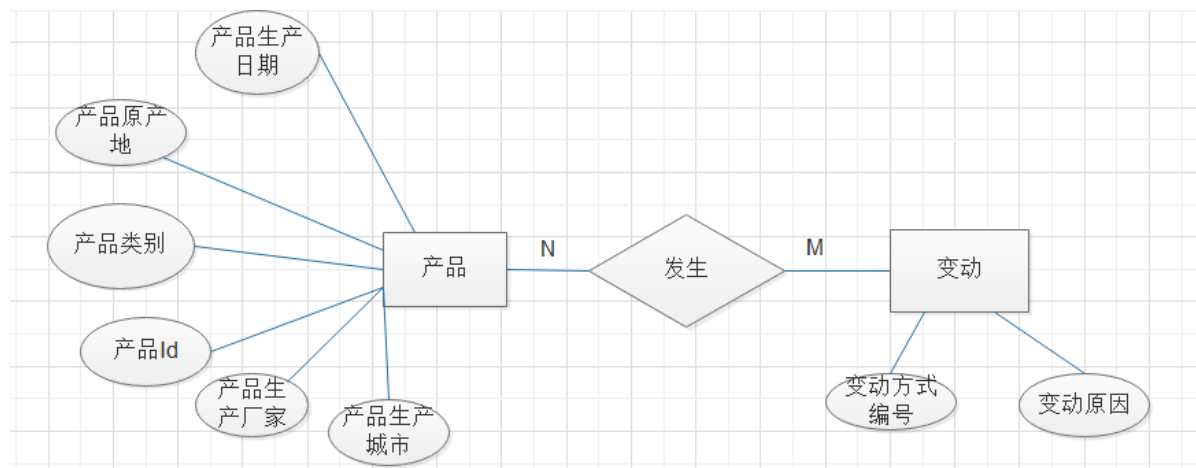 产品生产
日期
产品原产
地
产品类别
产品Id
产品生
产厂家
产品生产
城市
产品
N
发生
M
变动
变动方式
编号
变动原因